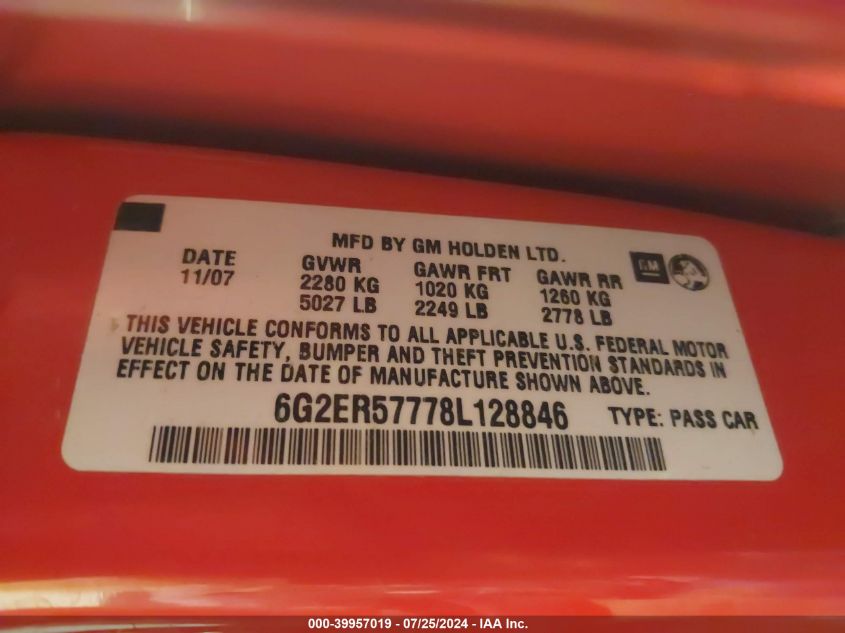 MFD BY GM HOLDEN LTD.
DATE GVWR GAWR FRT GAWR RR
11/07 2280 KG 1020 KG 1260 KG
5027 LB 2249 LB 2778 LB
GM
THIS VEHICLE CONFORMS TO ALL APPLICABLE U.S. FEDERAL MOTOR
VEHICLE SAFETY, BUMPER AND THEFT PREVENTION STANDARDS IN
EFFECT ON THE DATE OF MANUFACTURE SHOWN ABOVE.
6G2ER57778L128846 TYPE: PASS CAR
000-39957019 - 07/25/2024 - IAA Inc.